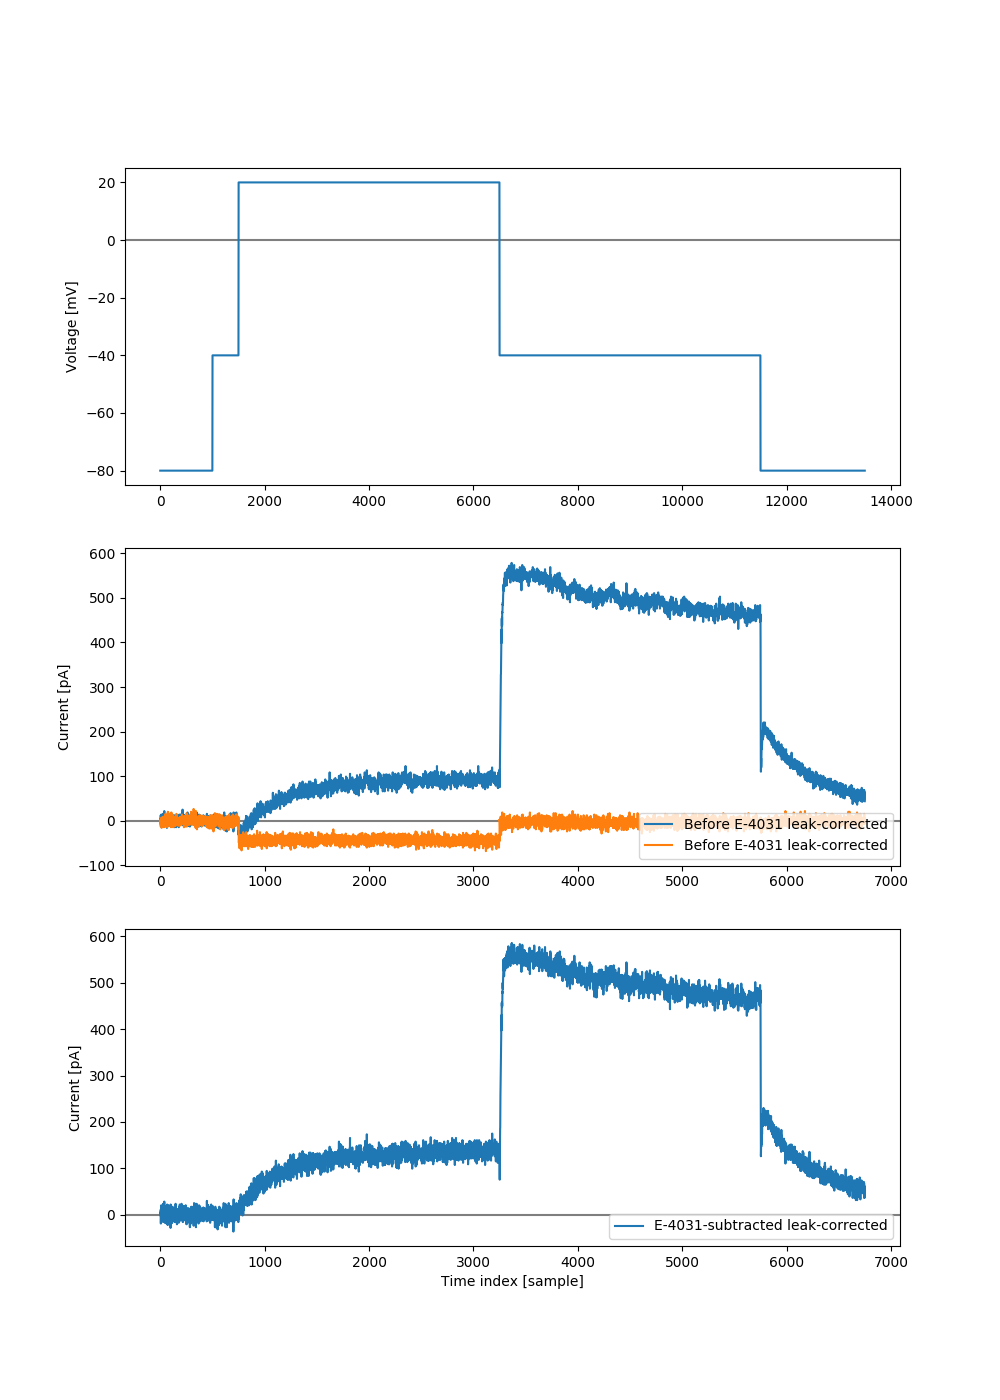 20
0
−20
−40
−60
−80
Voltage [mV]
0 2000 4000 6000 8000 10000 12000 14000
600
500
400
300
200
100
0
−100
Current [pA]
Before E-4031 leak-corrected
Before E-4031 leak-corrected
0 1000 2000 3000 4000 5000 6000 7000
600
500
400
300
200
100
0
Current [pA]
E-4031-subtracted leak-corrected
0 1000 2000 3000 4000 5000 6000 7000
Time index [sample]